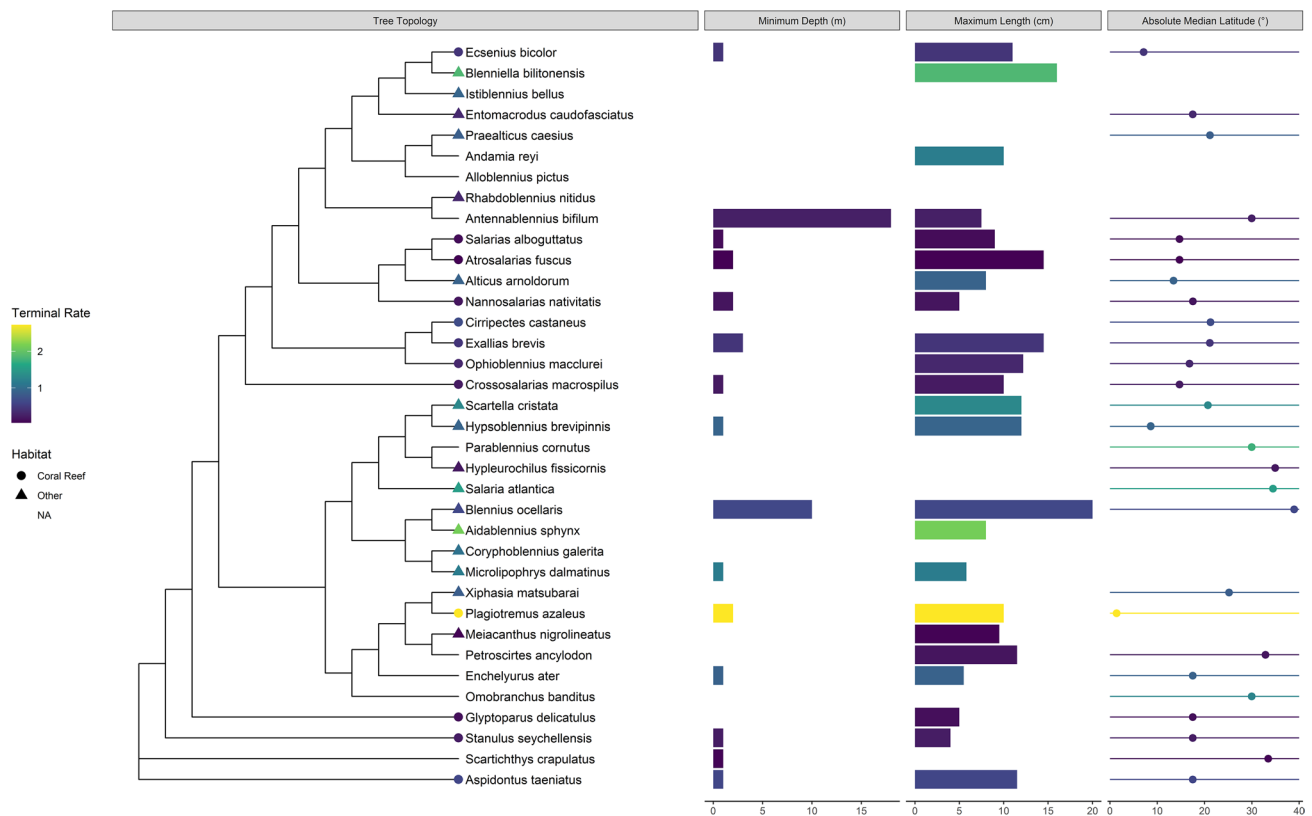 Tree Topology
Minimum Depth (m)
Maximum Length (cm)
Absolute Median Latitude (°)
Ecsenius bicolor
Blenniella bilitonensis
Istiblennius bellus
Entomacrodus caudofasciatus
Praealticus caesius
Andamia reyi
Alloblennius pictus
Rhabdoblennius nitidus
Antennablennius bifilum
Salarias alboguttatus
Atrosalarias fuscus
Alticus arnoldorum
Nannosalarias nativitatis
Cirripectes castaneus
Exallias brevis
Ophioblennius macclurei
Crossosalarias macrospilus
Scartella cristata
Hypsoblennius brevipinnis
Parablennius cornutus
Hypleurochilus fissicornis
Salaria atlantica
Blennius ocellaris
Aidablennius sphynx
Coryphoblennius galerita
Microlipophrys dalmatinus
Xiphasia matsubarai
Plagiotremus azaleus
Meiacanthus nigrolineatus
Petroscirtes ancylodon
Enchelyurus ater
Omobranchus banditus
Glyptoparus delicatulus
Stanulus seychellensis
Scartichthys crapulatus
Aspidontus taeniatus
Terminal Rate
2
1
Habitat
Coral Reef
Other
NA
0 5 10 15
0 5 10 15 20
0 10 20 30 40